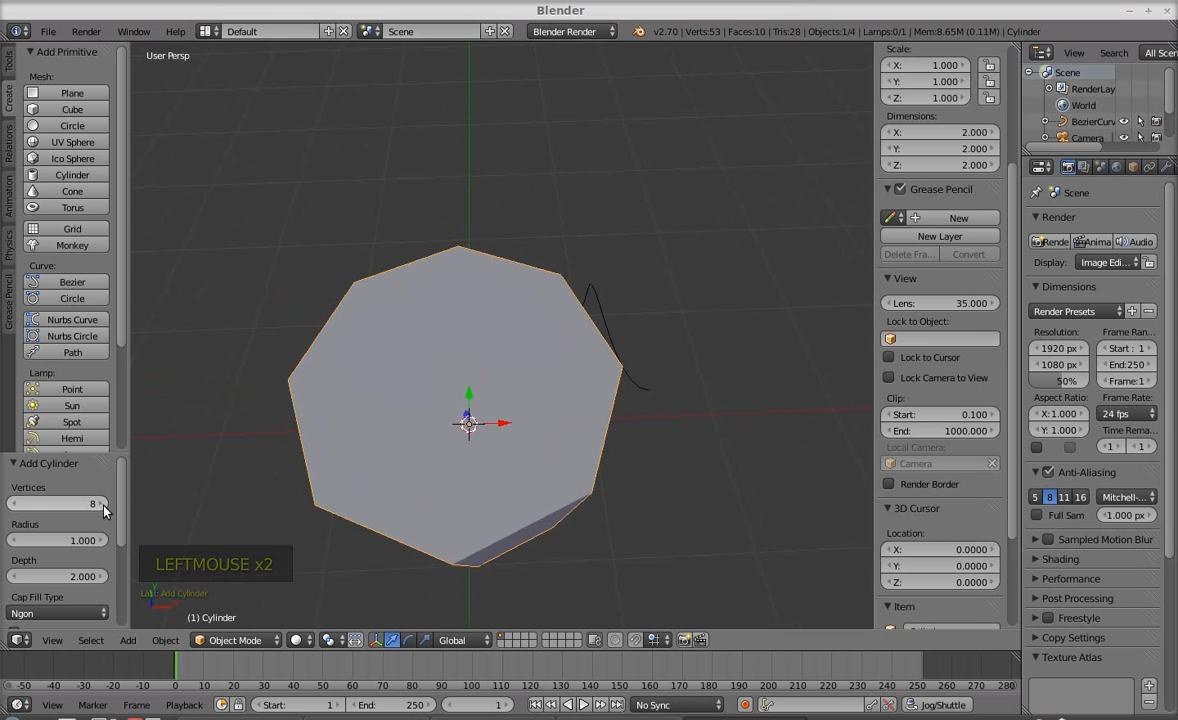 Blender
File Render Window Help Default Scene Blender Render v2.70 | Verts:53 | Faces:10 | Tris:28 | Objects:1/4 | Lamps:0/1 | Mem:8.65M (0.11M) | Cylinder
Tools
Create
Relations
Animation
Physics
Grease Pencil
Add Primitive
Mesh:
Plane
Cube
Circle
UV Sphere
Ico Sphere
Cylinder
Cone
Torus
Grid
Monkey
Curve:
Bezier
Circle
Nurbs Curve
Nurbs Circle
Path
Lamp:
Point
Sun
Spot
Hemi
Add Cylinder
Vertices
8
Radius
1.000
Depth
2.000
Cap Fill Type
Ngon
User Persp
LEFTMOUSE x2
Last: Add Cylinder
(1) Cylinder
View Select Add Object Object Mode Global
Scale:
X: 1.000
Y: 1.000
Z: 1.000
Dimensions:
X: 2.000
Y: 2.000
Z: 2.000
Grease Pencil
New
New Layer
Delete Fra... Convert
View
Lens: 35.000
Lock to Object:
Lock to Cursor
Lock Camera to View
Clip:
Start: 0.100
End: 1000.000
Local Camera:
Camera
Render Border
3D Cursor
Location:
X: 0.0000
Y: 0.0000
Z: 0.0000
Item
View Search All Scen
Scene
RenderLay
World
BezierCurv
Camera
Scene
Render
Rende Anima Audio
Display: Image Edi...
Dimensions
Render Presets
Resolution: Frame Ran...
1920 px Start : 1
1080 px End:250
50% Frame:1
Aspect Ratio: Frame Rate:
X:1.000 24 fps
Y: 1.000 Time Rema...
1 1
Anti-Aliasing
5 8 11 16 Mitchell-...
Full Sam 1.000 px
Sampled Motion Blur
Shading
Performance
Post Processing
Freestyle
Copy Settings
Texture Atlas
-50 -40 -30 -20 -10 0 10 20 30 40 50 60 70 80 90 100 110 120 130 140 150 160 170 180 190 200 210 220 230 240 250 260 270 280
View Marker Frame Playback Start: 1 End: 250 1 No Sync Jog/Shuttle